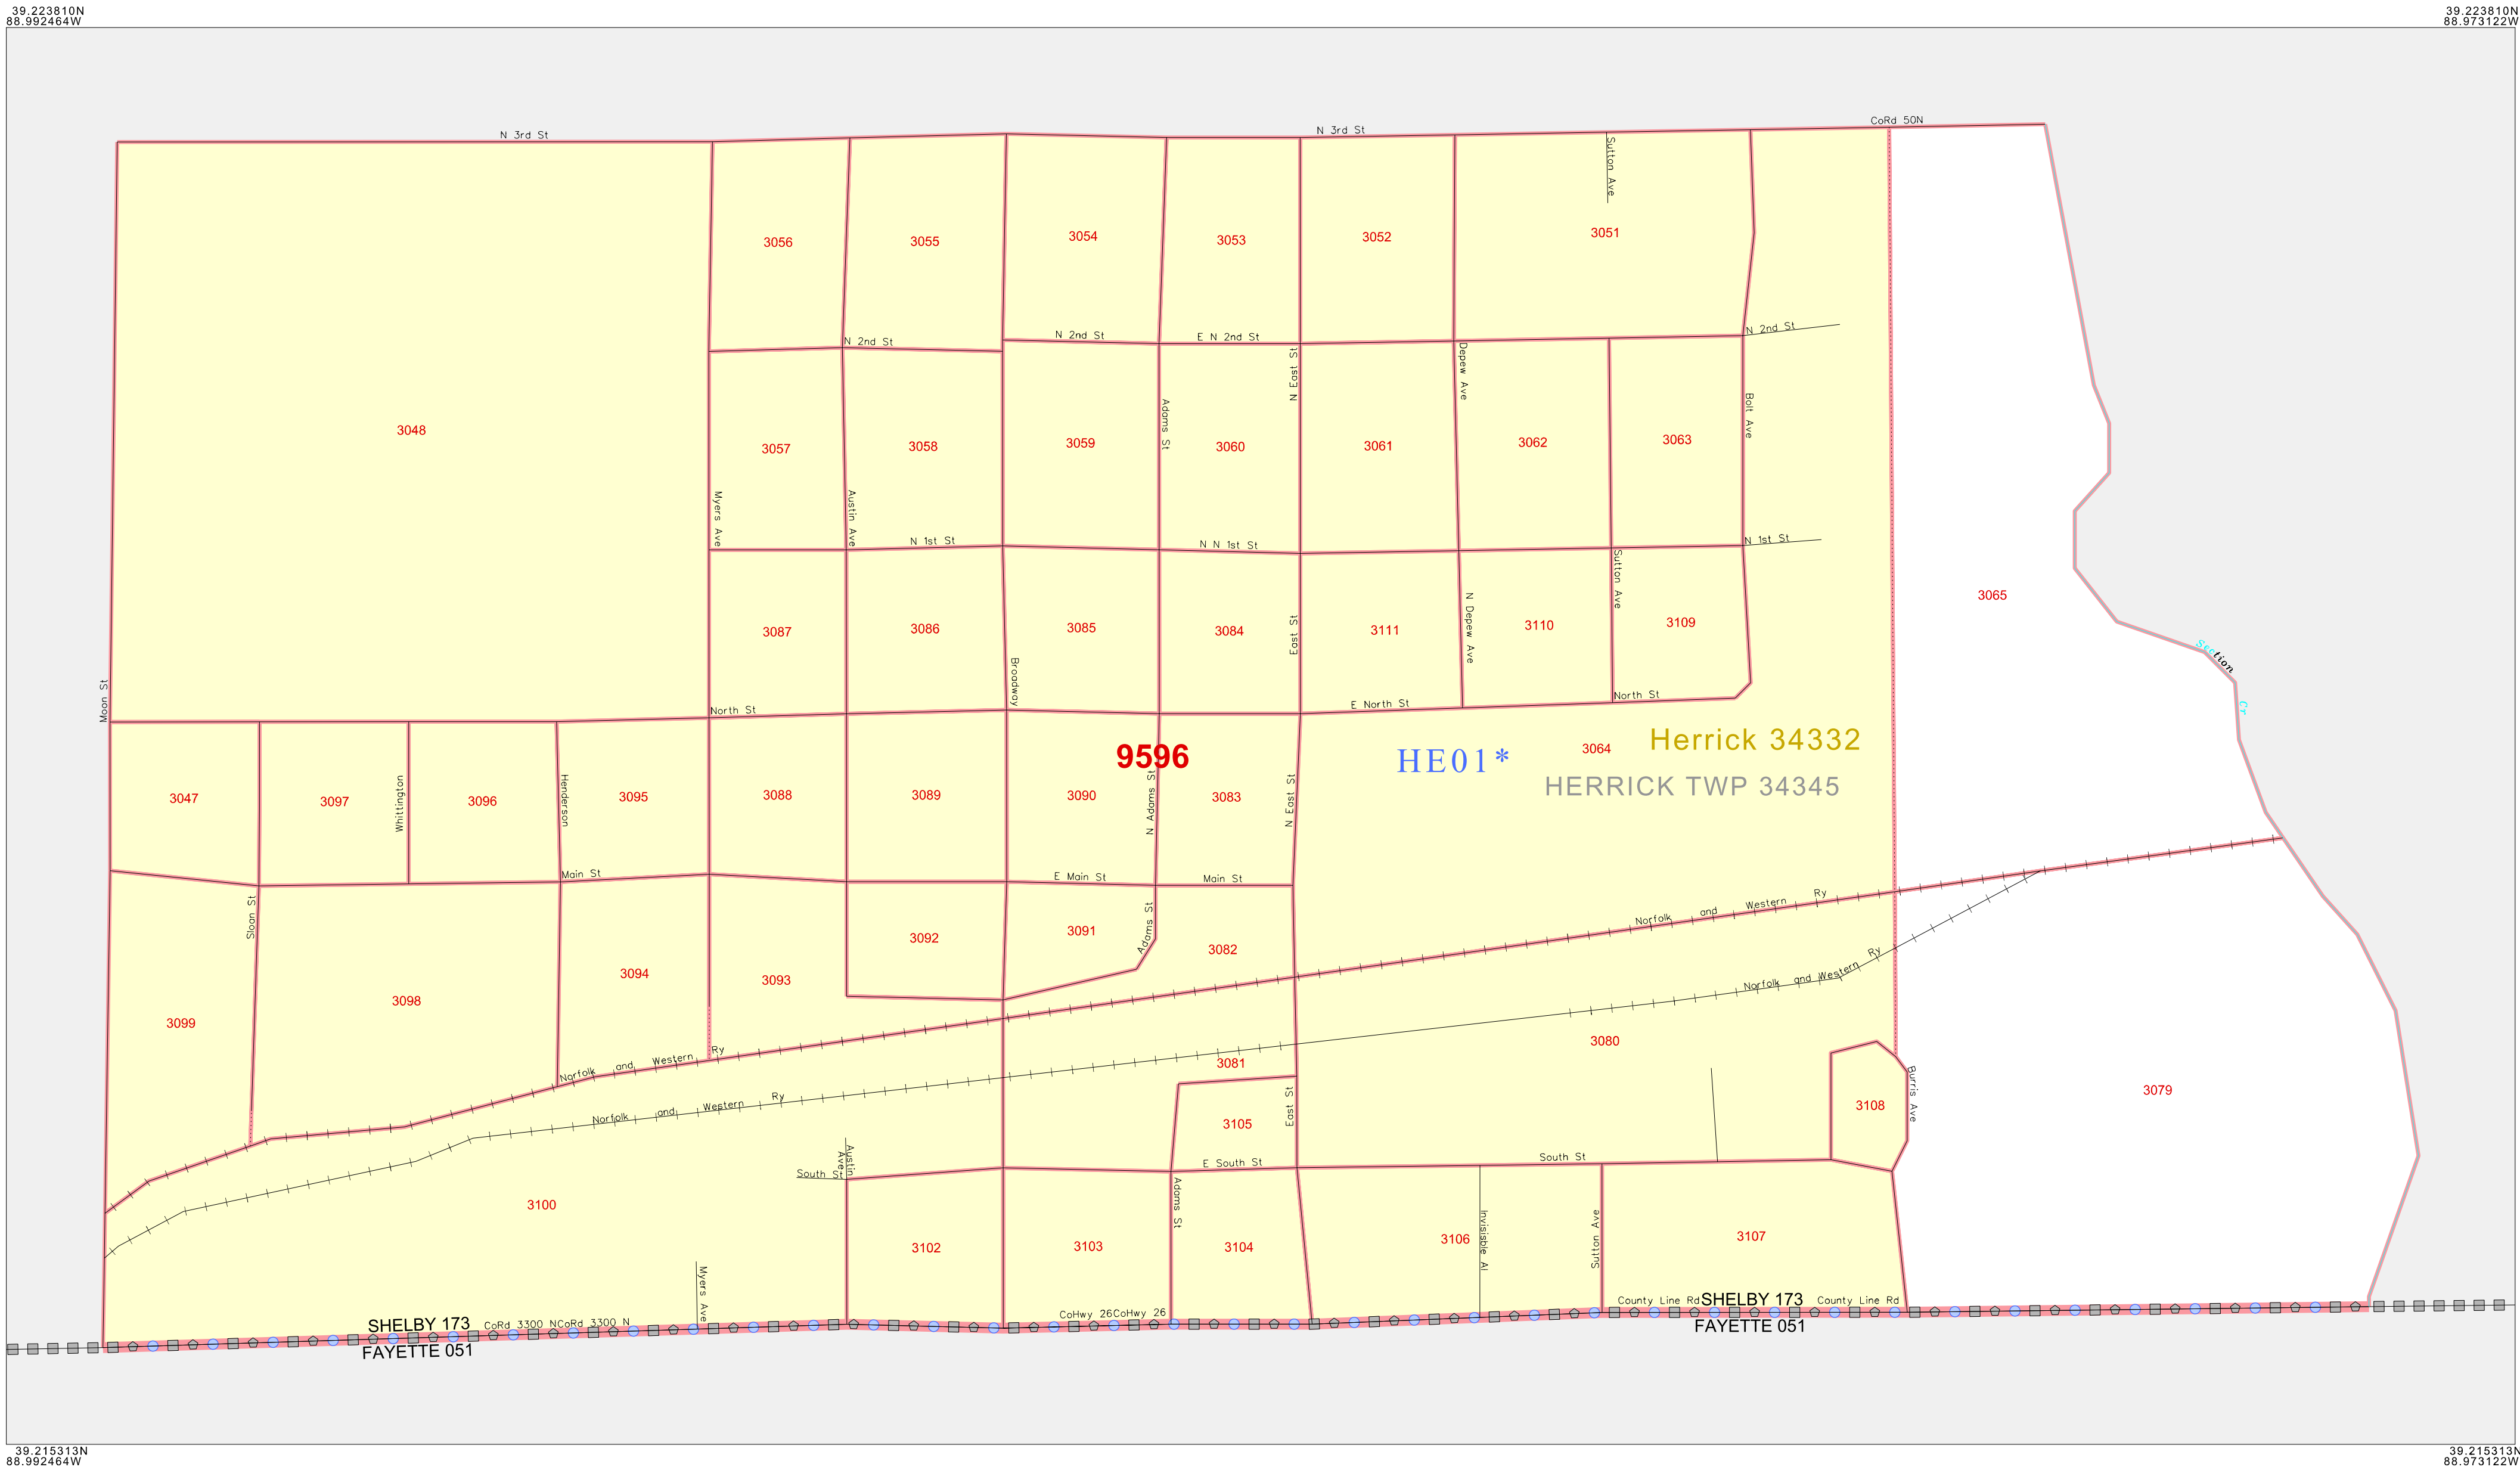 39.223810N
88.992464W
39.223810N
88.973122W
N 3rd St
N 3rd St
CoRd 50N
Sutton Ave
3056
3055
3054
3053
3052
3051
N 2nd St
N 2nd St
E N 2nd St
N 2nd St
N East St
Depew Ave
Bolt Ave
Adams St
3048
3057
3058
3059
3060
3061
3062
3063
Myers Ave
Austin Ave
N 1st St
N N 1st St
N 1st St
Sutton Ave
N Depew Ave
East St
3065
3087
3086
3085
3084
3111
3110
3109
Section
Cr
Broadway
Moon St
North St
E North St
North St
Herrick 34332
9596
HE01*
3064
HERRICK TWP 34345
3047
3097
Whittington
3096
Henderson
3095
3088
3089
3090
N Adams St
3083
N East St
Main St
E Main St
Main St
Sloan St
Adams St
Adams St
Norfolk and Western Ry
3092
3091
3082
3094
3093
3098
3099
Norfolk and Western Ry
Norfolk and Western Ry
3081
3080
Norfolk and Western Ry
East St
3105
3108
Burris Ave
3079
Austin Ave
South St
E South St
South St
Adams St
3100
3102
3103
3104
3106
Invisisble Al
Sutton Ave
3107
Myers Ave
SHELBY 173
CoRd 3300 N
CoRd 3300 N
CoHwy 26
CoHwy 26
County Line Rd
SHELBY 173
County Line Rd
FAYETTE 051
FAYETTE 051
39.215313N
88.992464W
39.215313N
88.973122W